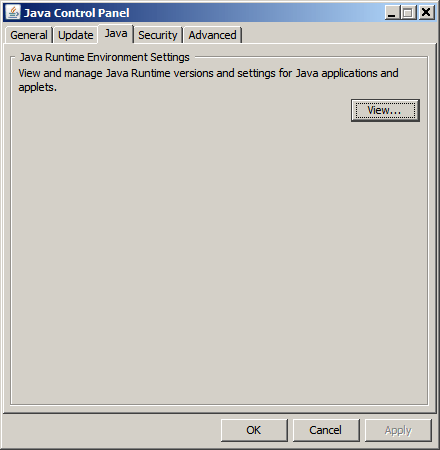 Java Control Panel
General Update Java Security Advanced
Java Runtime Environment Settings
View and manage Java Runtime versions and settings for Java applications and
applets.
View...
OK Cancel Apply